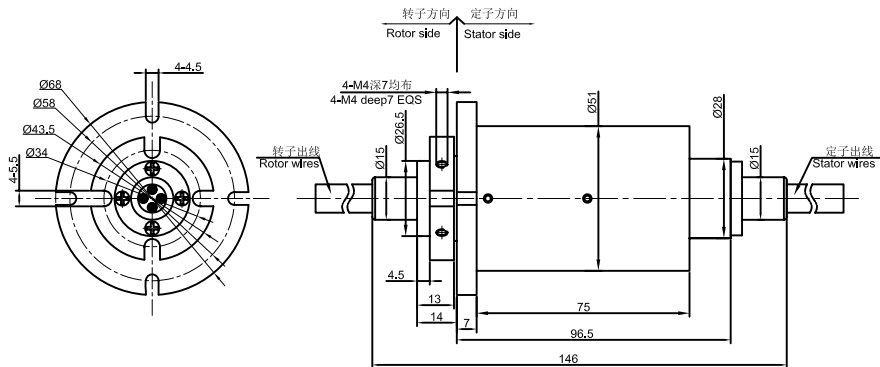 转子方向
定子方向
Rotor side
Stator side
4-4.5
Ø68
Ø58
Ø43.5
Ø34
4-5.5
4-M4深7均布
4-M4 deep7 EQS
转子出线
Rotor wires
Ø15
Ø26.5
Ø51
Ø28
Ø15
定子出线
Stator wires
4.5
13
14
7
75
96.5
146